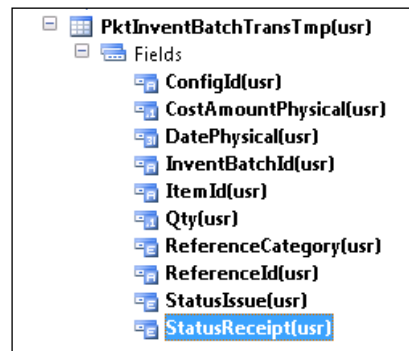 PktInventBatchTransTmp(usr)
Fields
ConfigId(usr)
CostAmountPhysical(usr)
DatePhysical(usr)
InventBatchId(usr)
ItemId(usr)
Qty(usr)
ReferenceCategory(usr)
ReferenceId(usr)
StatusIssue(usr)
StatusReceipt(usr)